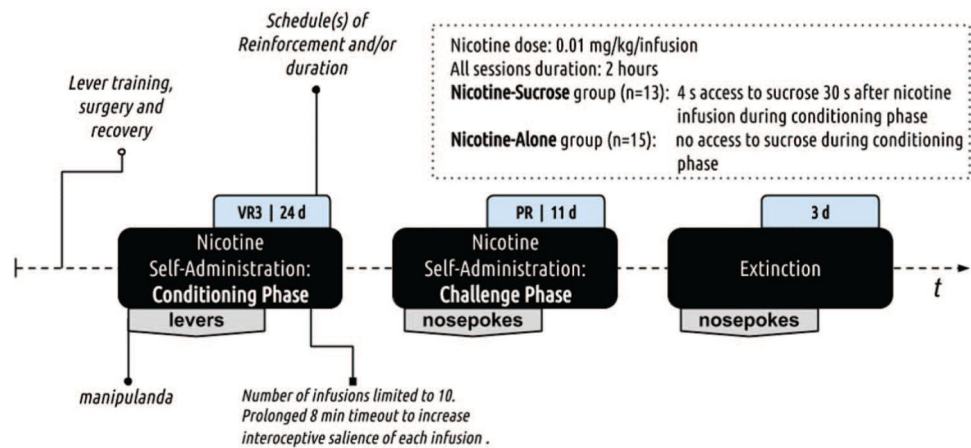 Schedule(s) of
Reinforcement and/or
duration
Lever training,
surgery and
recovery
Nicotine dose: 0.01 mg/kg/infusion
All sessions duration: 2 hours
Nicotine-Sucrose group (n=13): 4 s access to sucrose 30 s after nicotine
infusion during conditioning phase
Nicotine-Alone group (n=15): no access to sucrose during conditioning
phase
VR3 | 24 d
Nicotine
Self-Administration:
Conditioning Phase
levers
PR | 11 d
Nicotine
Self-Administration:
Challenge Phase
nosepokes
3 d
Extinction
nosepokes
t
manipulanda
Number of infusions limited to 10.
Prolonged 8 min timeout to increase
interoceptive salience of each infusion .